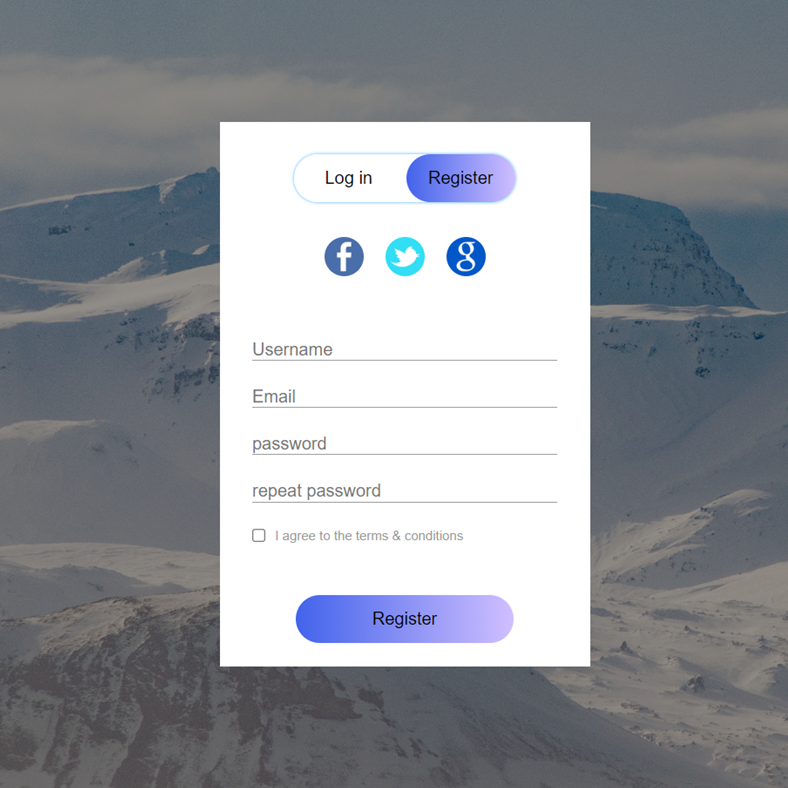 Log in Register
Username
Email
password
repeat password
I agree to the terms & conditions
Register